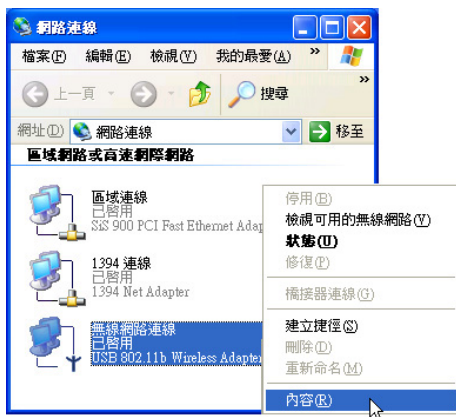 網路連線
檔案(F) 編輯(E) 檢視(V) 我的最愛(A) »
上一頁 搜尋 »
網址(D) 網路連線 移至
區域網路或高速網際網路
區域連線
已啓用
SiS 900 PCI Fast Ethernet Adap
1394 連線
已啓用
1394 Net Adapter
無線網路連線
已啓用
USB 802.11b Wireless Adapter
停用(B)
檢視可用的無線網路(V)
狀態(U)
修復(P)
橋接器連線(G)
建立捷徑(S)
刪除(D)
重新命名(M)
內容(R)